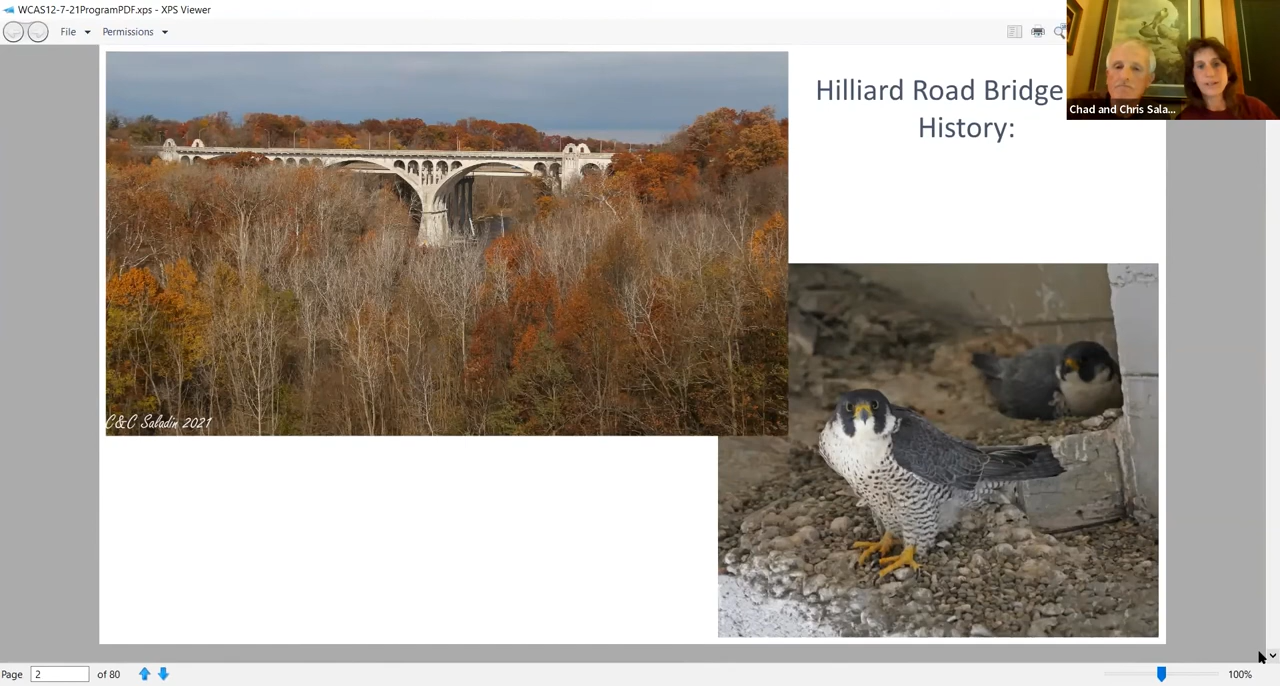 WCAS12-7-21ProgramPDF.xps - XPS Viewer
File
Permissions
Chad and Chris Sala...
Hilliard Road Bridge
History:
C&C Saladin 2021
Page
2
of 80
100%